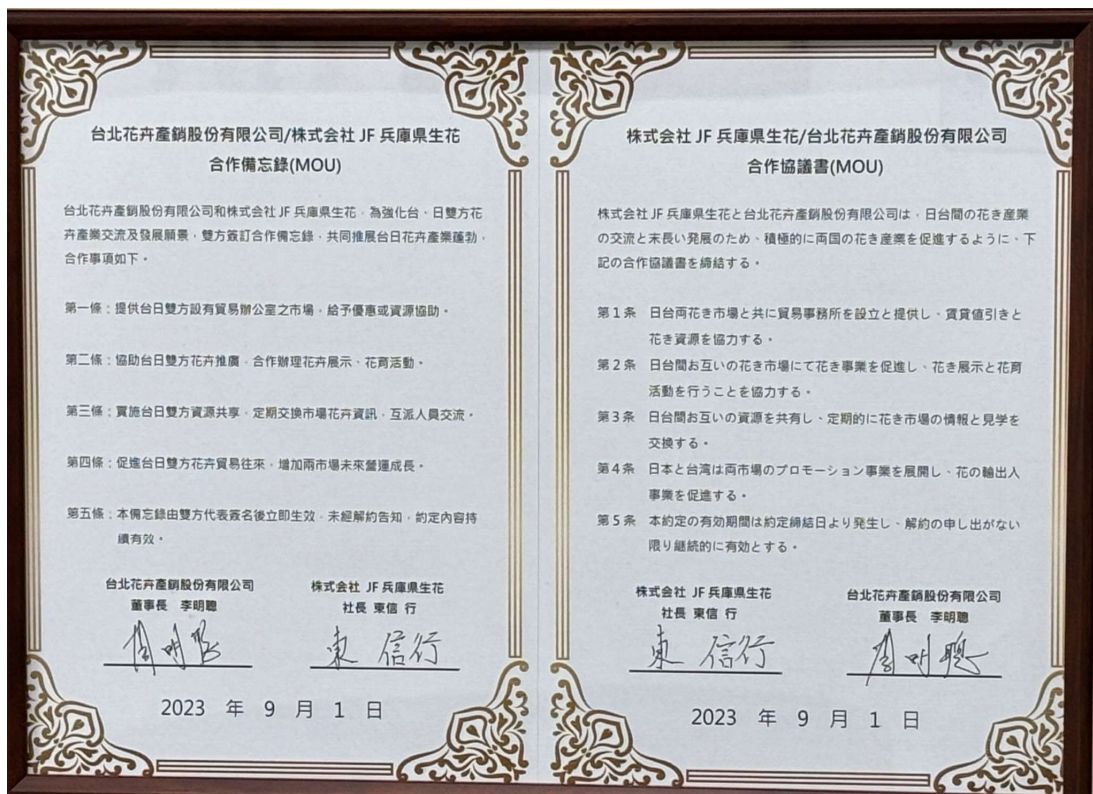 台北花卉產銷股份有限公司/株式会社 JF 兵庫県生花
合作備忘錄(MOU)
台北花卉產銷股份有限公司和株式会社 JF 兵庫県生花，為強化台、日雙方花
卉產業交流及發展願景，雙方簽訂合作備忘錄，共同推展台日花卉產業蓬勃，
合作事項如下。
第一條：提供台日雙方設有貿易辦公室之市場，給予優惠或資源協助。
第二條：協助台日雙方花卉推廣，合作辦理花卉展示、花育活動。
第三條：實施台日雙方資源共享，定期交換市場花卉資訊，互派人員交流。
第四條：促進台日雙方花卉貿易往來，增加兩市場未來營運成長。
第五條：本備忘錄由雙方代表簽名後立即生效，未經解約告知，約定內容持
續有效。
台北花卉產銷股份有限公司 株式会社 JF 兵庫県生花
董事長 李明聰 社長 東信 行
李明聰 東 信行
2023 年 9 月 1 日
株式会社 JF 兵庫県生花/台北花卉產銷股份有限公司
合作協議書(MOU)
株式会社 JF 兵庫県生花と台北花卉產銷股份有限公司は、日台間の花き産業
の交流と末長い発展のため、積極的に両国の花き産業を促進するように、下
記の合作協議書を締結する。
第1条 日台両花き市場と共に貿易事務所を設立と提供し、賃貸値引きと
花き資源を協力する。
第2条 日台間お互いの花き市場にて花き事業を促進し、花き展示と花育
活動を行うことを協力する。
第3条 日台間お互いの資源を共有し、定期的に花き市場の情報と見学を
交換する。
第4条 日本と台湾は両市場のプロモーション事業を展開し、花の輸出入
事業を促進する。
第5条 本約定の有効期間は約定締結日より発生し、解約の申し出がない
限り継続的に有効とする。
株式会社 JF 兵庫県生花 台北花卉產銷股份有限公司
社長 東信 行 董事長 李明聰
東 信行 李明聰
2023 年 9 月 1 日